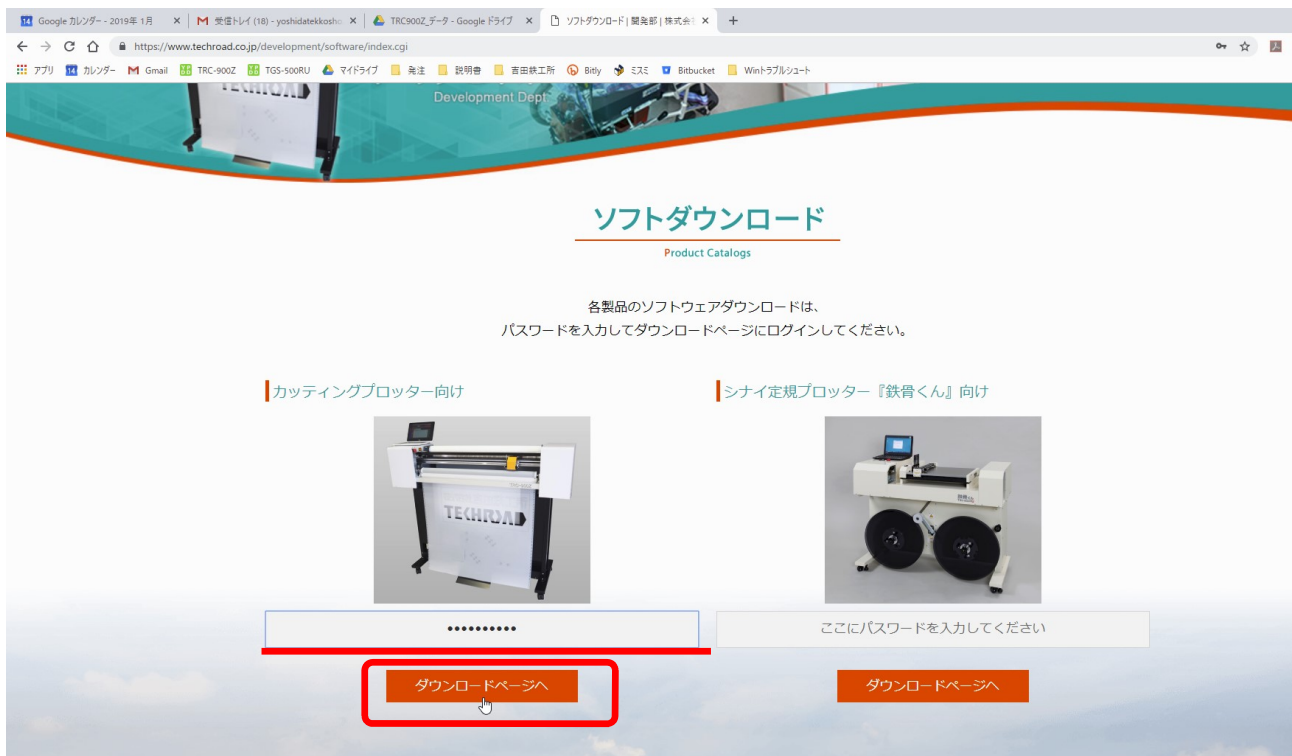 Google カレンダー - 2019年 1月
受信トレイ (18) - yoshidatekkosho
TRC900Z_データ - Google ドライブ
ソフトダウンロード | 開発部 | 株式会
https://www.techroad.co.jp/development/software/index.cgi
アプリ
カレンダー
Gmail
TRC-900Z
TGS-500RU
マイドライブ
発注
説明書
吉田鉄工所
Bitly
ミスミ
Bitbucket
Winトラブルシュート
TECHROAD
Development Dept.
ソフトダウンロード
Product Catalogs
各製品のソフトウェアダウンロードは、
パスワードを入力してダウンロードページにログインしてください。
カッティングプロッター向け
シナイ定規プロッター『鉄骨くん』向け
TECHROAD
••••••••••
ここにパスワードを入力してください
ダウンロードページへ
ダウンロードページへ